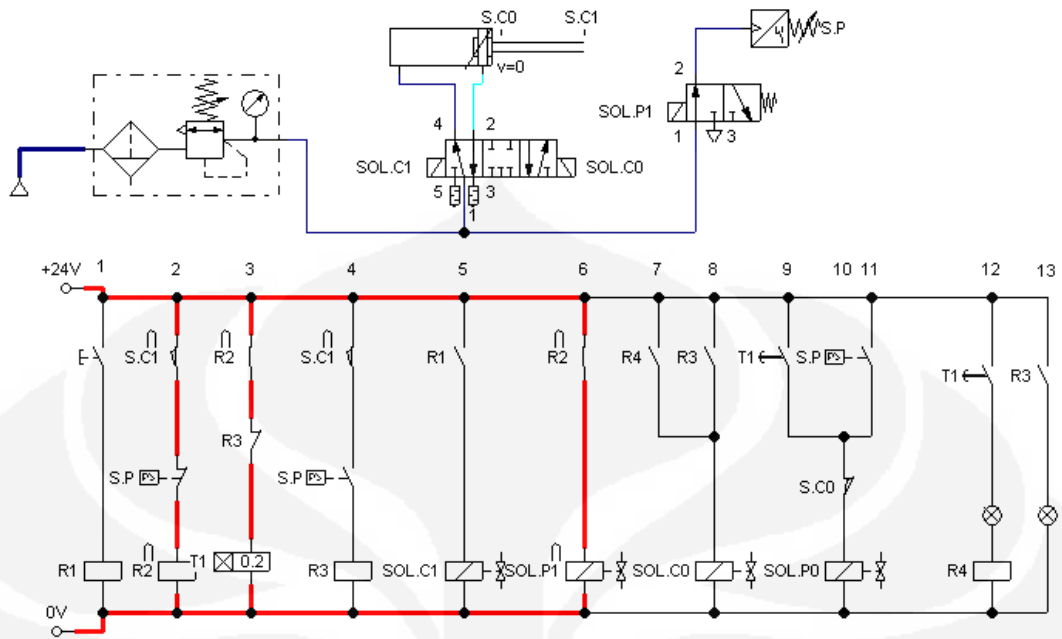 S.C0 S.C1
S.P
v=0
2
SOL.P1
1 3
4 2
SOL.C1 SOL.C0
5 3
1
1 2 3 4 5 6 7 8 9 10 11 12 13
+24V
S.C1 R2 S.C1 R1 R2 R4 R3 T1 S.P T1 R3
R3
S.P S.P S.C0
R1 R2 T1 0.2 R3 SOL.C1 SOL.P1 SOL.C0 SOL.P0 R4
0V